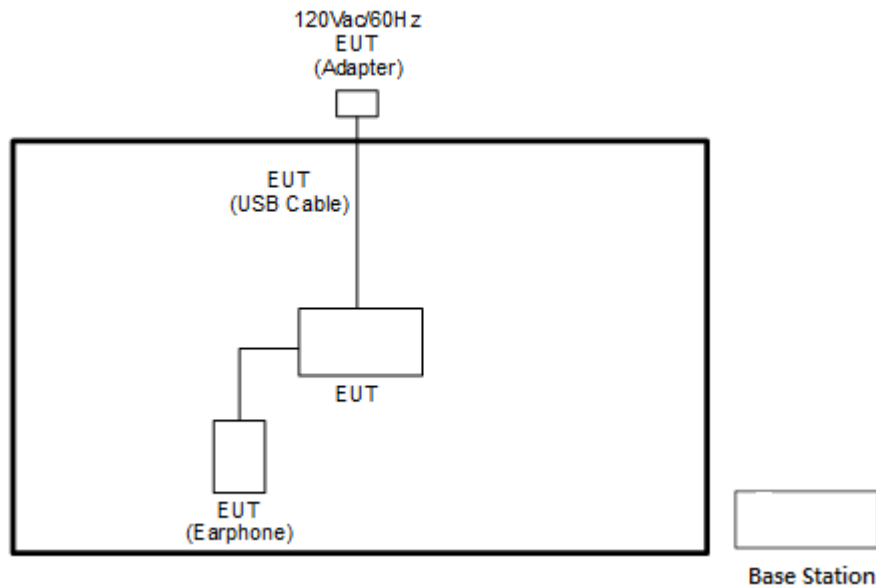 120Vac/60Hz
EUT
(Adapter)
EUT
(USB Cable)
EUT
EUT
(Earphone)
Base Station